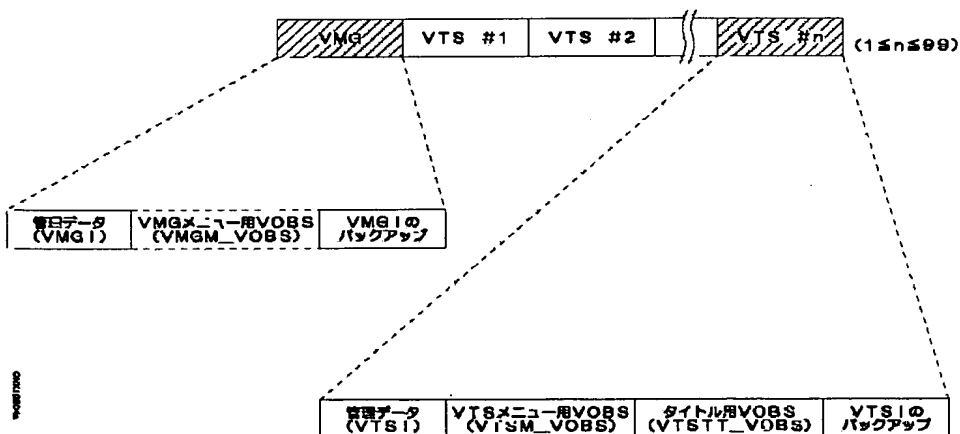 VMG VTS #1 VTS #2 VTS #n (1≦n≦99)
管理データ VMGメニュー用VOBS VMGIの
(VMGI) (VMGM_VOBS) バックアップ
管理データ VTSメニュー用VOBS タイトル用VOBS VTSIの
(VTSI) (VTSM_VOBS) (VTSTT_VOBS) バックアップ